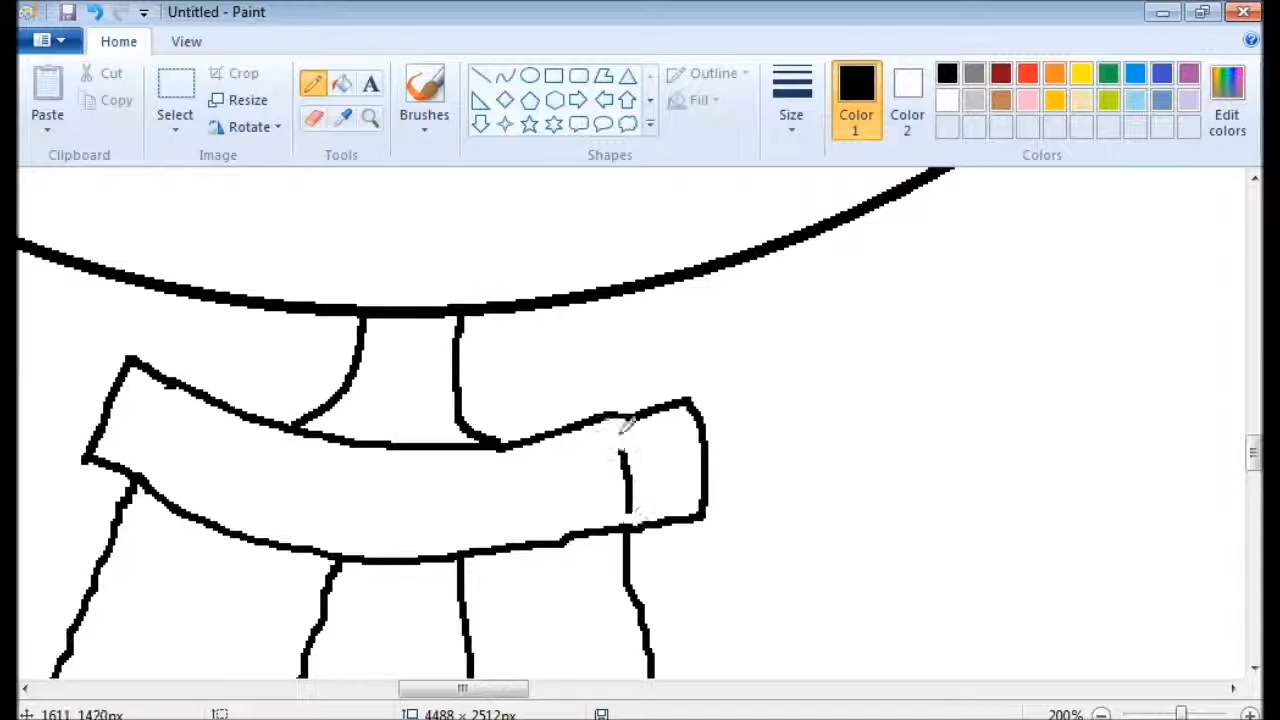 Untitled - Paint
Home View
Paste
Cut
Copy
Clipboard
Select
Crop
Resize
Rotate
Image
A
Tools
Brushes
Shapes
Outline
Fill
Size
Color 1
Color 2
Edit colors
Colors
1611, 1420px
4488 × 2512px
200%